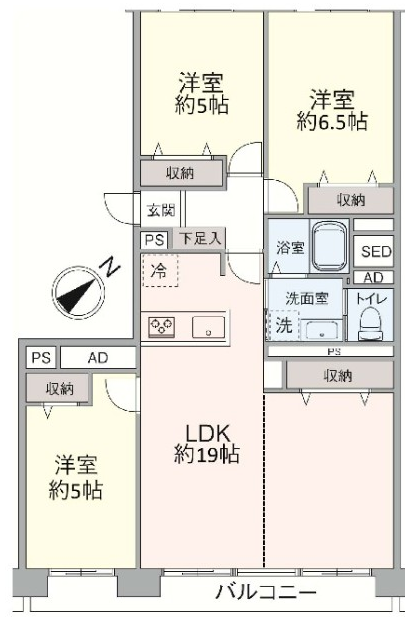 洋室
約5帖
洋室
約6.5帖
収納
収納
玄関
PS
下足入
浴室
SED
AD
冷
N
洗面室
トイレ
洗
PS
PS
AD
収納
収納
LDK
約19帖
洋室
約5帖
バルコニー